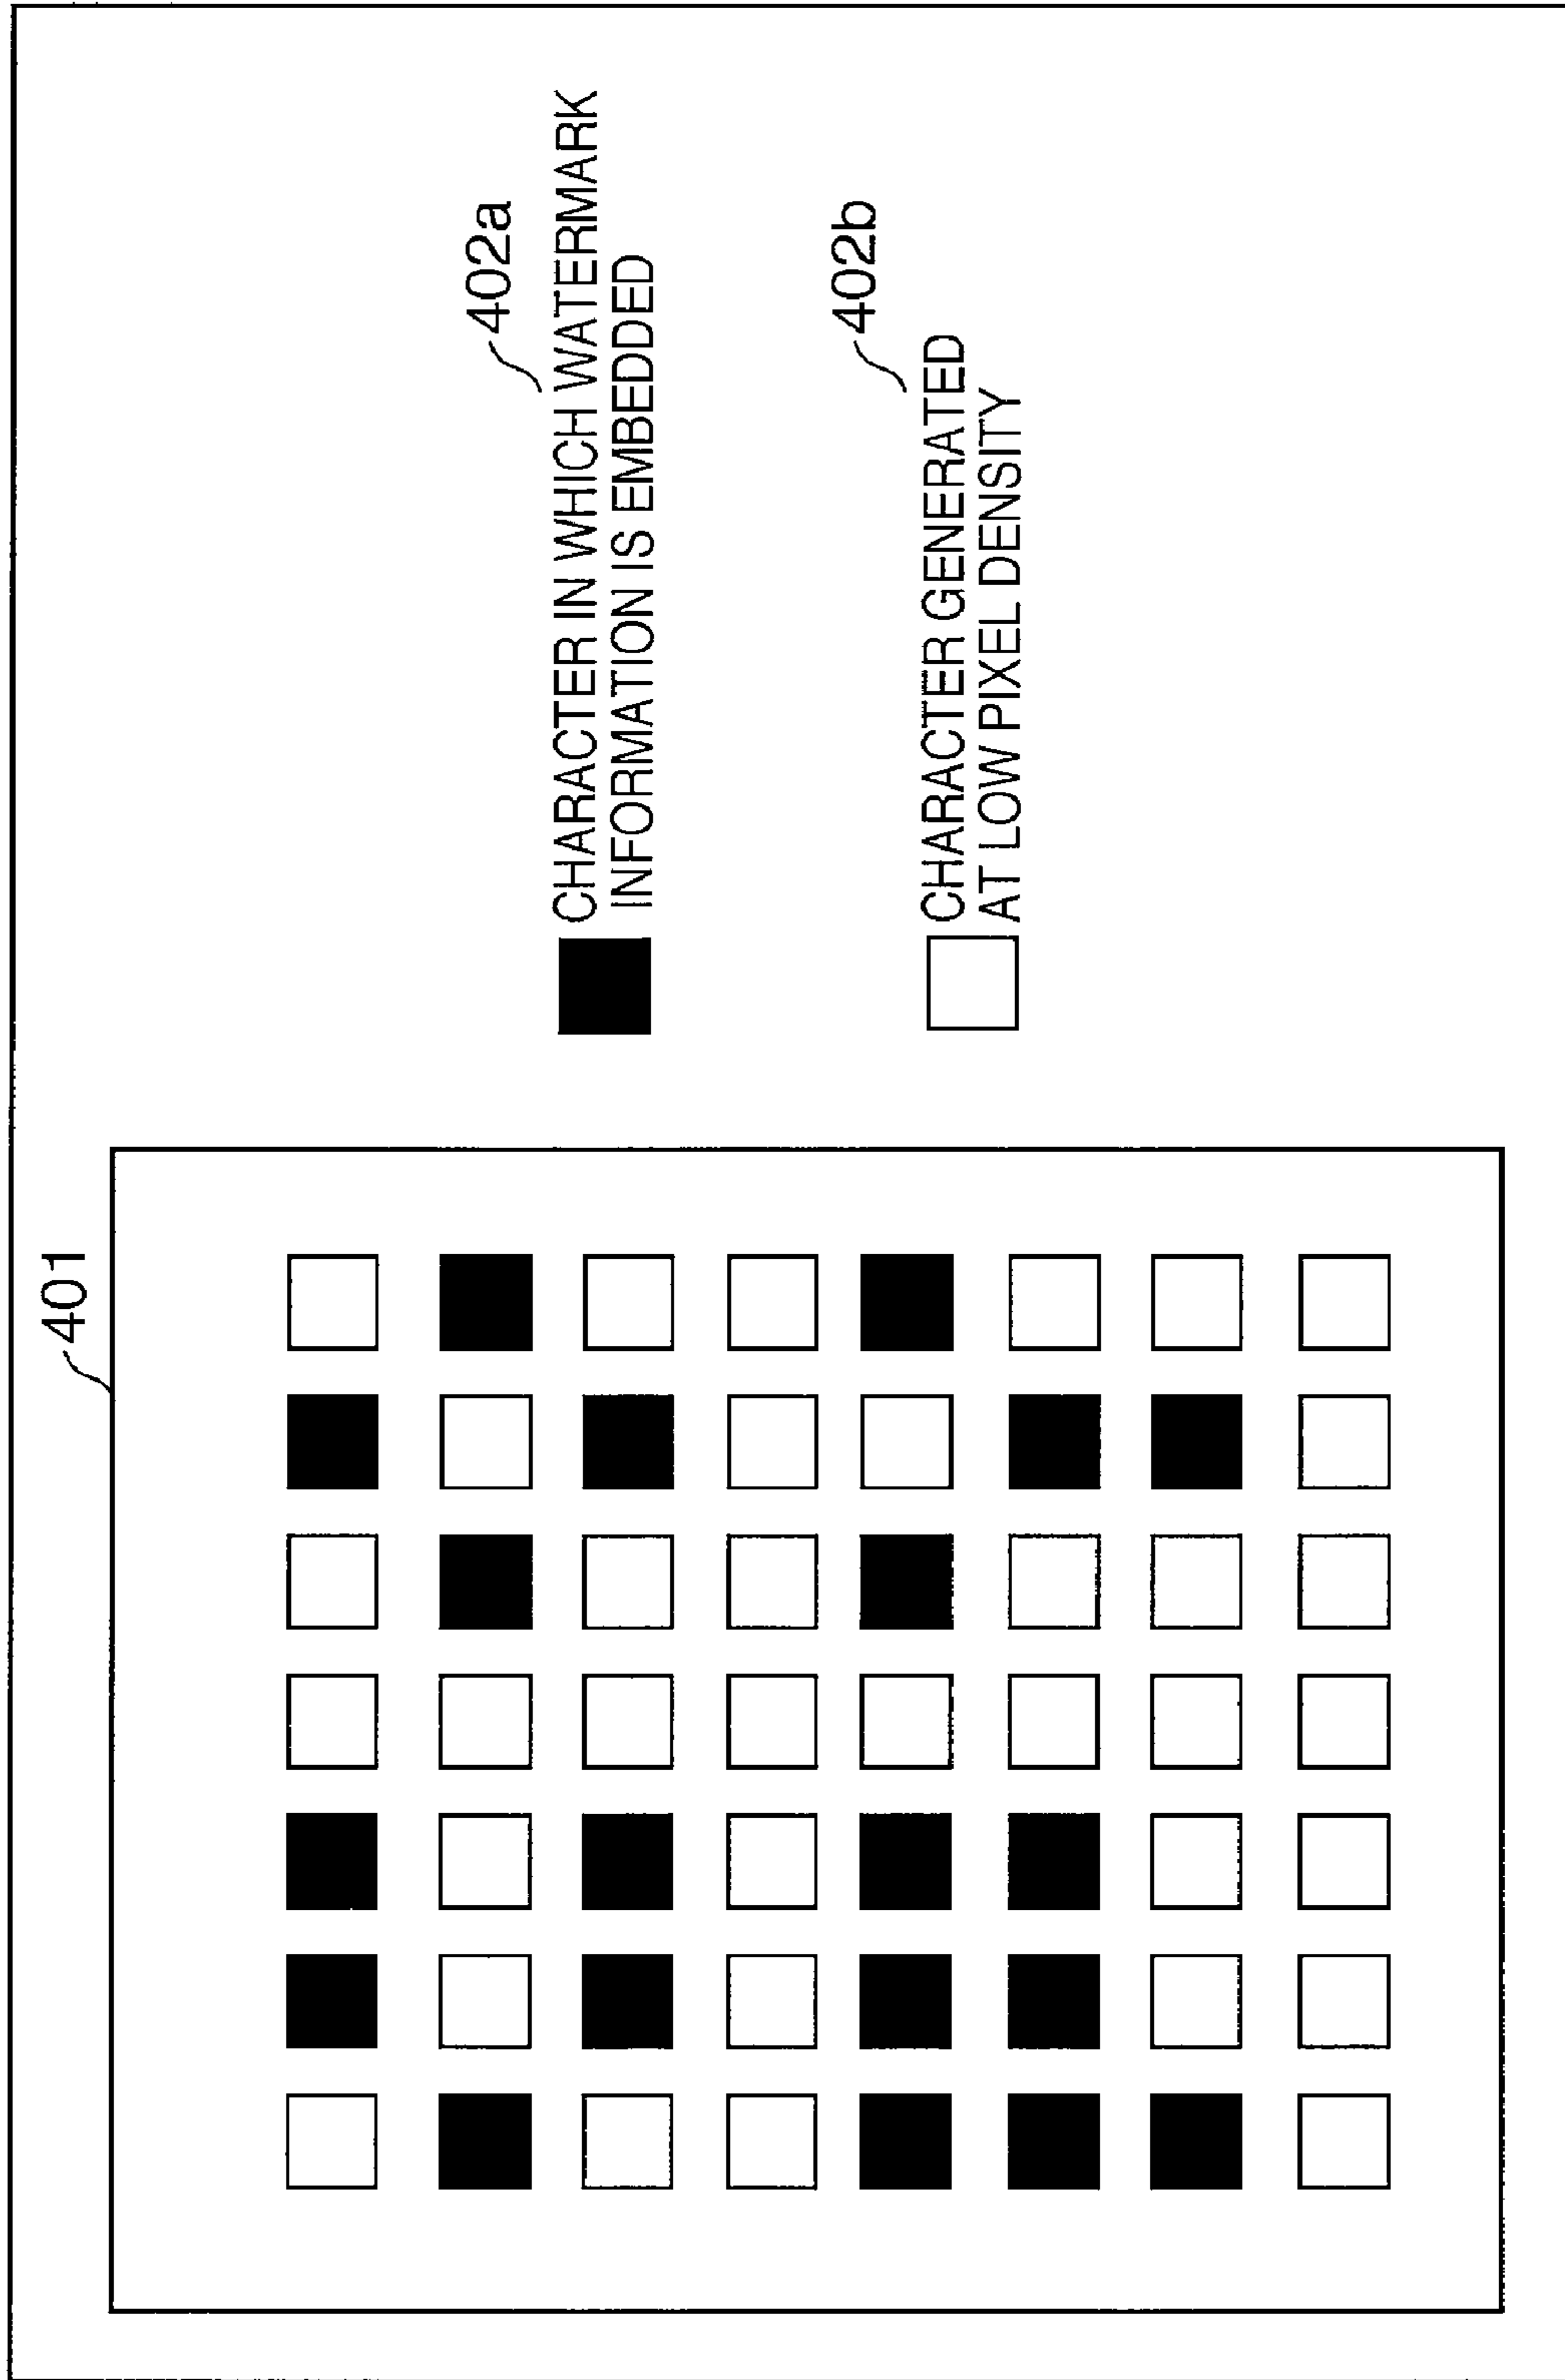 401
402a
CHARACTER IN WHICH WATERMARK
INFORMATION IS EMBEDDED
402b
CHARACTER GENERATED
AT LOW PIXEL DENSITY